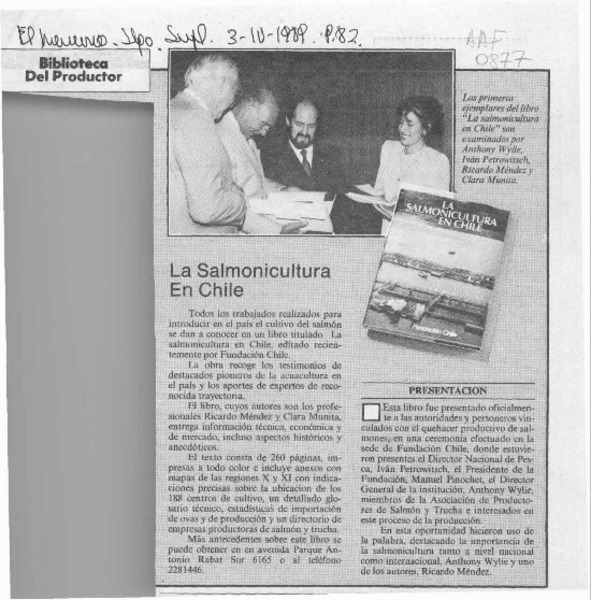 El Mercurio. Stpo. Supl. 3-IV-1989. P.82.
AAF
0877
Biblioteca
Del Productor
Los primeros
ejemplares del libro
"La salmonicultura
en Chile" son
examinados por
Anthony Wylie,
Iván Petrowitsch,
Ricardo Méndez y
Clara Munita.
LA
SALMONICULTURA
EN CHILE
Fundación Chile
La Salmonicultura
En Chile
Todos los trabajados realizados para
introducir en el país el cultivo del salmón
se dan a conocer en un libro titulado La
salmonicultura en Chile, editado recien-
temente por Fundación Chile.
La obra recoge los testimonios de
destacados pioneros de la acuacultura en
el país y los aportes de expertos de reco-
nocida trayectoria.
El libro, cuyos autores son los profe-
sionales Ricardo Méndez y Clara Munita,
entrega información técnica, económica y
de mercado, incluso aspectos históricos y
anecdóticos.
El texto consta de 260 páginas, im-
presas a todo color e incluye anexos con
mapas de las regiones X y XI con indica-
ciones precisas sobre la ubicacion de los
188 centros de cultivo, un detallado glo-
sario técnico, estadísticas de importación
de ovas y de producción y un directorio de
empresas productoras de salmón y trucha.
Más antecedentes sobre este libro se
puede obtener en en avenida Parque An-
tonio Rabat Sur 6165 o al teléfono
2281446.
PRESENTACION
Esta libro fue presentado oficialmen-
te a las autoridades y personeros vin-
culados con el quehacer productivo de sal-
mones, en una ceremonia efectuado en la
sede de Fundación Chile, donde estuvie-
ron presentes el Director Nacional de Pes-
ca, Iván Petrowitsch, el Presidente de la
Fundación, Manuel Pinochet, el Director
General de la institución, Anthony Wylie,
miembros de la Asociación de Producto-
res de Salmón y Trucha e interesados en
este proceso de la producción.
En esta oportunidad hicieron uso de
la palabra, destacando la importancia de
la salmonicultura tanto a nivel nacional
como internacional, Anthony Wylie y uno
de los autores, Ricardo Méndez.